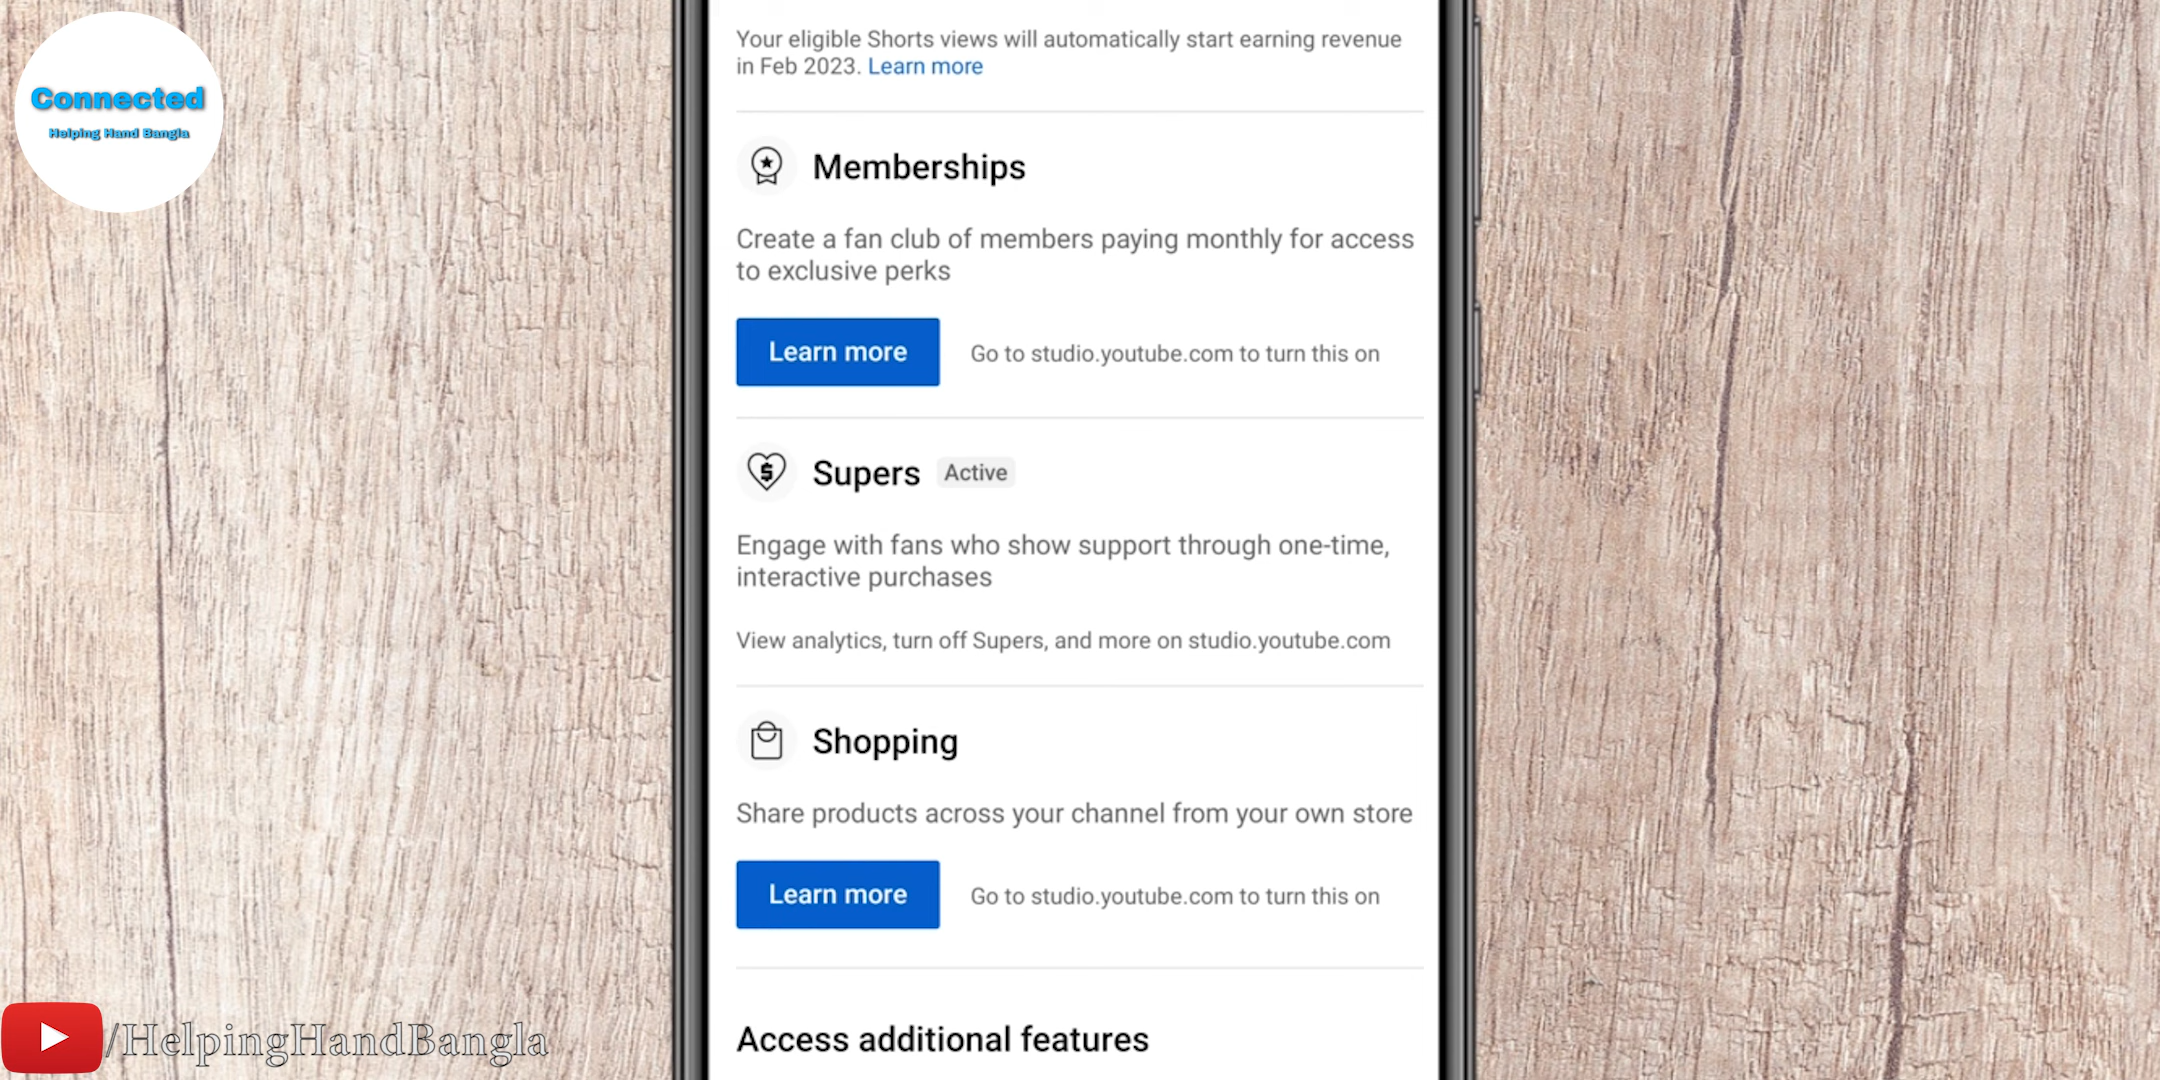 Connected
Helping Hand Bangla
Your eligible Shorts views will automatically start earning revenue
in Feb 2023. Learn more
Memberships
Create a fan club of members paying monthly for access
to exclusive perks
Learn more
Go to studio.youtube.com to turn this on
Supers
Active
Engage with fans who show support through one-time,
interactive purchases
View analytics, turn off Supers, and more on studio.youtube.com
Shopping
Share products across your channel from your own store
Learn more
Go to studio.youtube.com to turn this on
Access additional features
/HelpingHandBangla